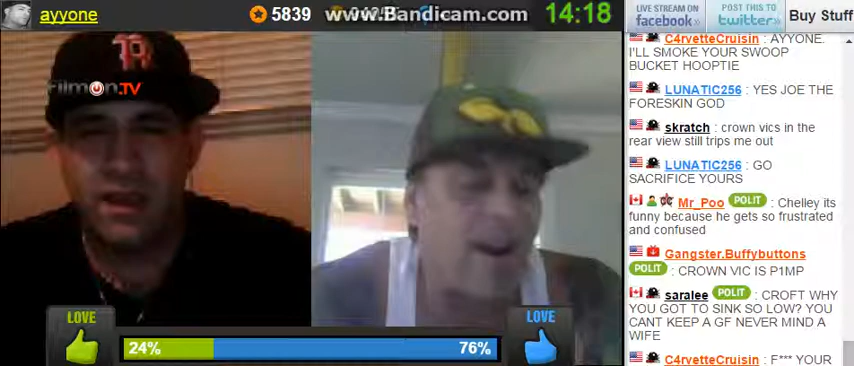 ayyone
5839
www.Bandicam.com
14:18
LIVE STREAM ON
facebook»
POST THIS TO
twitter»
Buy Stuff
FilmOn.TV
LOVE
24%
76%
LOVE
C4rvetteCruisin : AYYONE.
I'LL SMOKE YOUR SWOOP
BUCKET HOOPTIE
LUNATIC256 : YES JOE THE
FORESKIN GOD
skratch : crown vics in the
rear view still trips me out
LUNATIC256 : GO
SACRIFICE YOURS
Mr_Poo POLIT : Chelley its
funny because he gets so frustrated
and confused
Gangster.Buffybuttons
POLIT : CROWN VIC IS P1MP
saralee POLIT : CROFT WHY
YOU GOT TO SINK SO LOW? YOU
CANT KEEP A GF NEVER MIND A
WIFE
C4rvetteCruisin : F*** YOUR